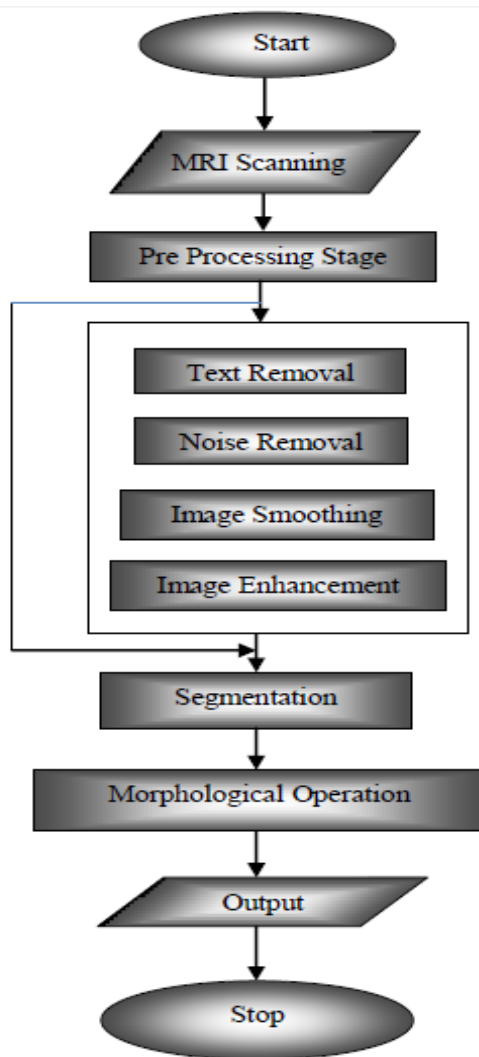 Start
MRI Scanning
Pre Processing Stage
Text Removal
Noise Removal
Image Smoothing
Image Enhancement
Segmentation
Morphological Operation
Output
Stop